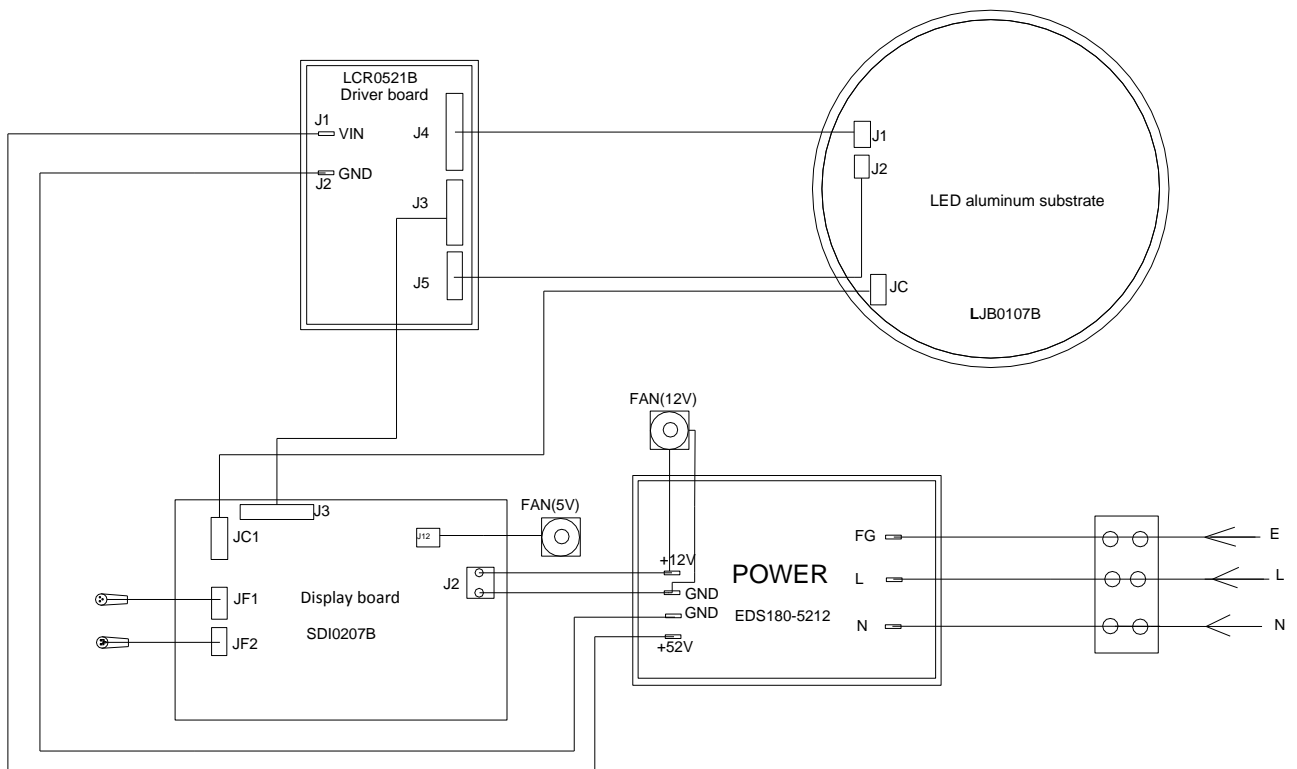 LCR0521B
Driver board
J1
VIN
J4
J2
GND
J3
J5
J1
J2
LED aluminum substrate
JC
LJB0107B
FAN(12V)
J3
JC1
J12
FAN(5V)
J2
JF1
Display board
JF2
SDI0207B
+12V
GND
GND
+52V
POWER
EDS180-5212
FG
L
N
E
L
N